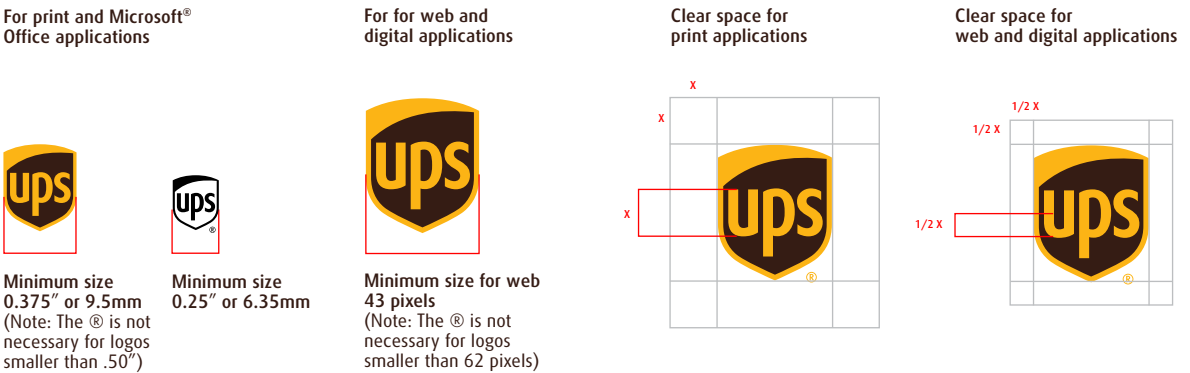 For print and Microsoft®
Office applications
ups
Minimum size
0.375″ or 9.5mm
(Note: The ® is not
necessary for logos
smaller than .50″)
ups
®
Minimum size
0.25″ or 6.35mm
For for web and
digital applications
ups
Minimum size for web
43 pixels
(Note: The ® is not
necessary for logos
smaller than 62 pixels)
Clear space for
print applications
X
X
X
ups
®
Clear space for
web and digital applications
1/2 X
1/2 X
1/2 X
ups
®